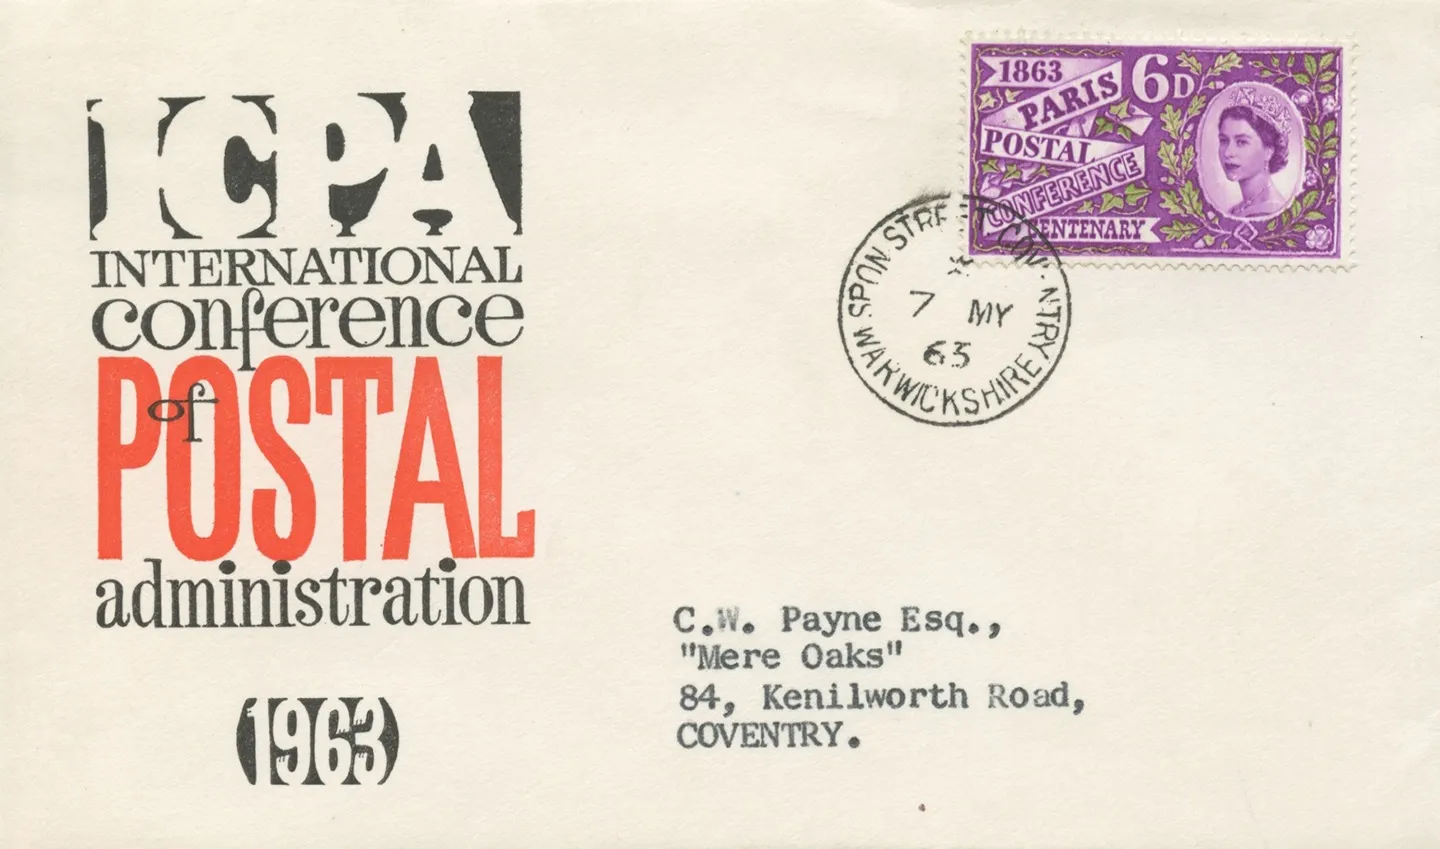 ICPA
INTERNATIONAL
conference
of
POSTAL
administration
(1963)
1863
PARIS
POSTAL
CONFERENCE
CENTENARY
6D
SPON STREET, COVENTRY
WARWICKSHIRE
7 MY
63
C.W. Payne Esq.,
"Mere Oaks"
84, Kenilworth Road,
COVENTRY.